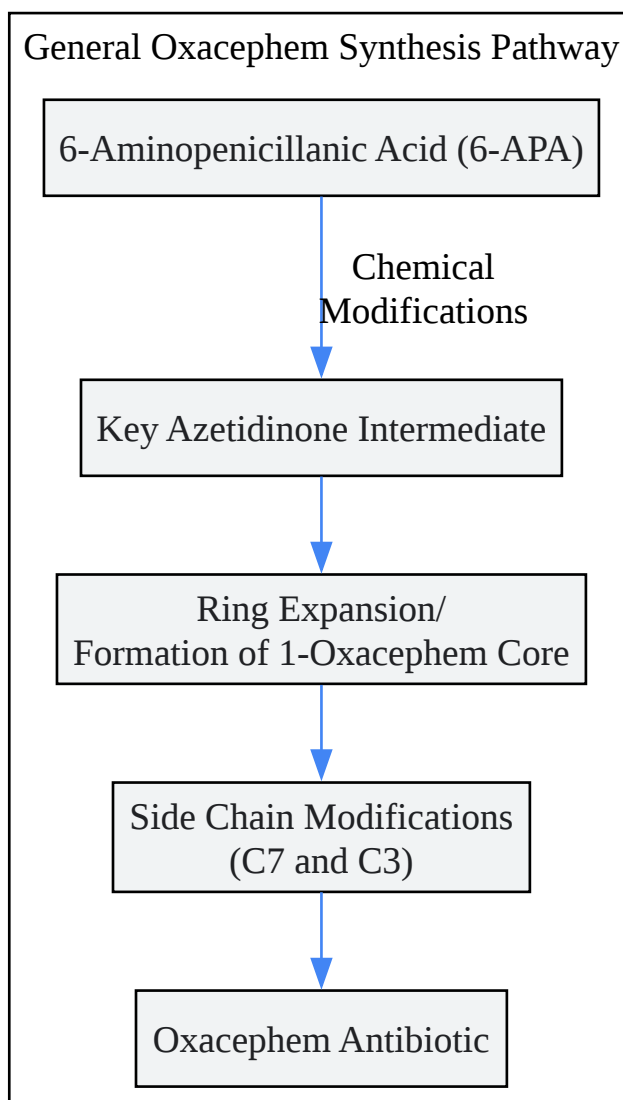 General Oxacephem Synthesis Pathway
6-Aminopenicillanic Acid (6-APA)
Chemical
Modifications
Key Azetidinone Intermediate
Ring Expansion/
Formation of 1-Oxacephem Core
Side Chain Modifications
(C7 and C3)
Oxacephem Antibiotic